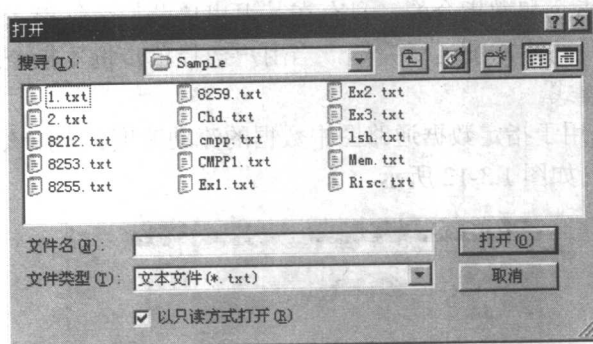 打开
搜寻(I): Sample
1.txt 8259.txt Ex2.txt
2.txt Chd.txt Ex3.txt
8212.txt cmpp.txt lsh.txt
8253.txt CMPP1.txt Mem.txt
8255.txt Ex1.txt Risc.txt
文件名(N): 打开(O)
文件类型(T): 文本文件(*.txt) 取消
以只读方式打开(R)